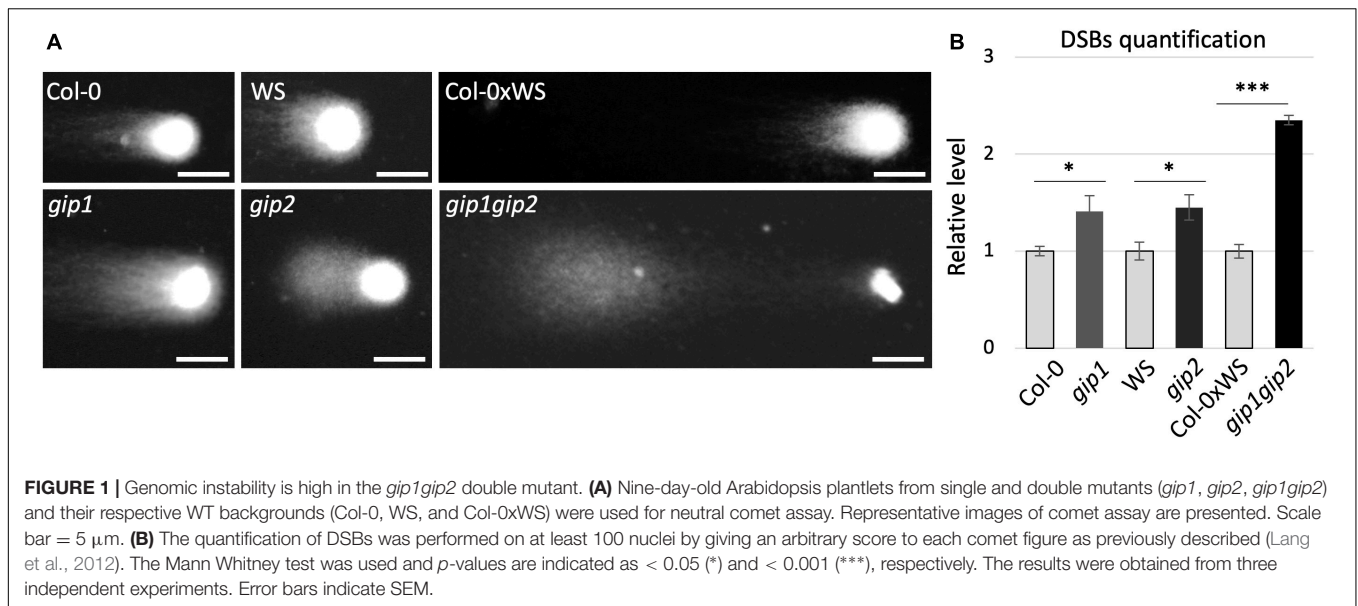 A
Col-0
WS
Col-0xWS
gip1
gip2
gip1gip2
B
DSBs quantification
3
2
1
0
Relative level
*
*
***
Col-0
gip1
WS
gip2
Col-0xWS
gip1gip2
FIGURE 1 | Genomic instability is high in the gip1gip2 double mutant. (A) Nine-day-old Arabidopsis plantlets from single and double mutants (gip1, gip2, gip1gip2)
and their respective WT backgrounds (Col-0, WS, and Col-0xWS) were used for neutral comet assay. Representative images of comet assay are presented. Scale
bar = 5 μm. (B) The quantification of DSBs was performed on at least 100 nuclei by giving an arbitrary score to each comet figure as previously described (Lang
et al., 2012). The Mann Whitney test was used and p-values are indicated as < 0.05 (*) and < 0.001 (***), respectively. The results were obtained from three
independent experiments. Error bars indicate SEM.